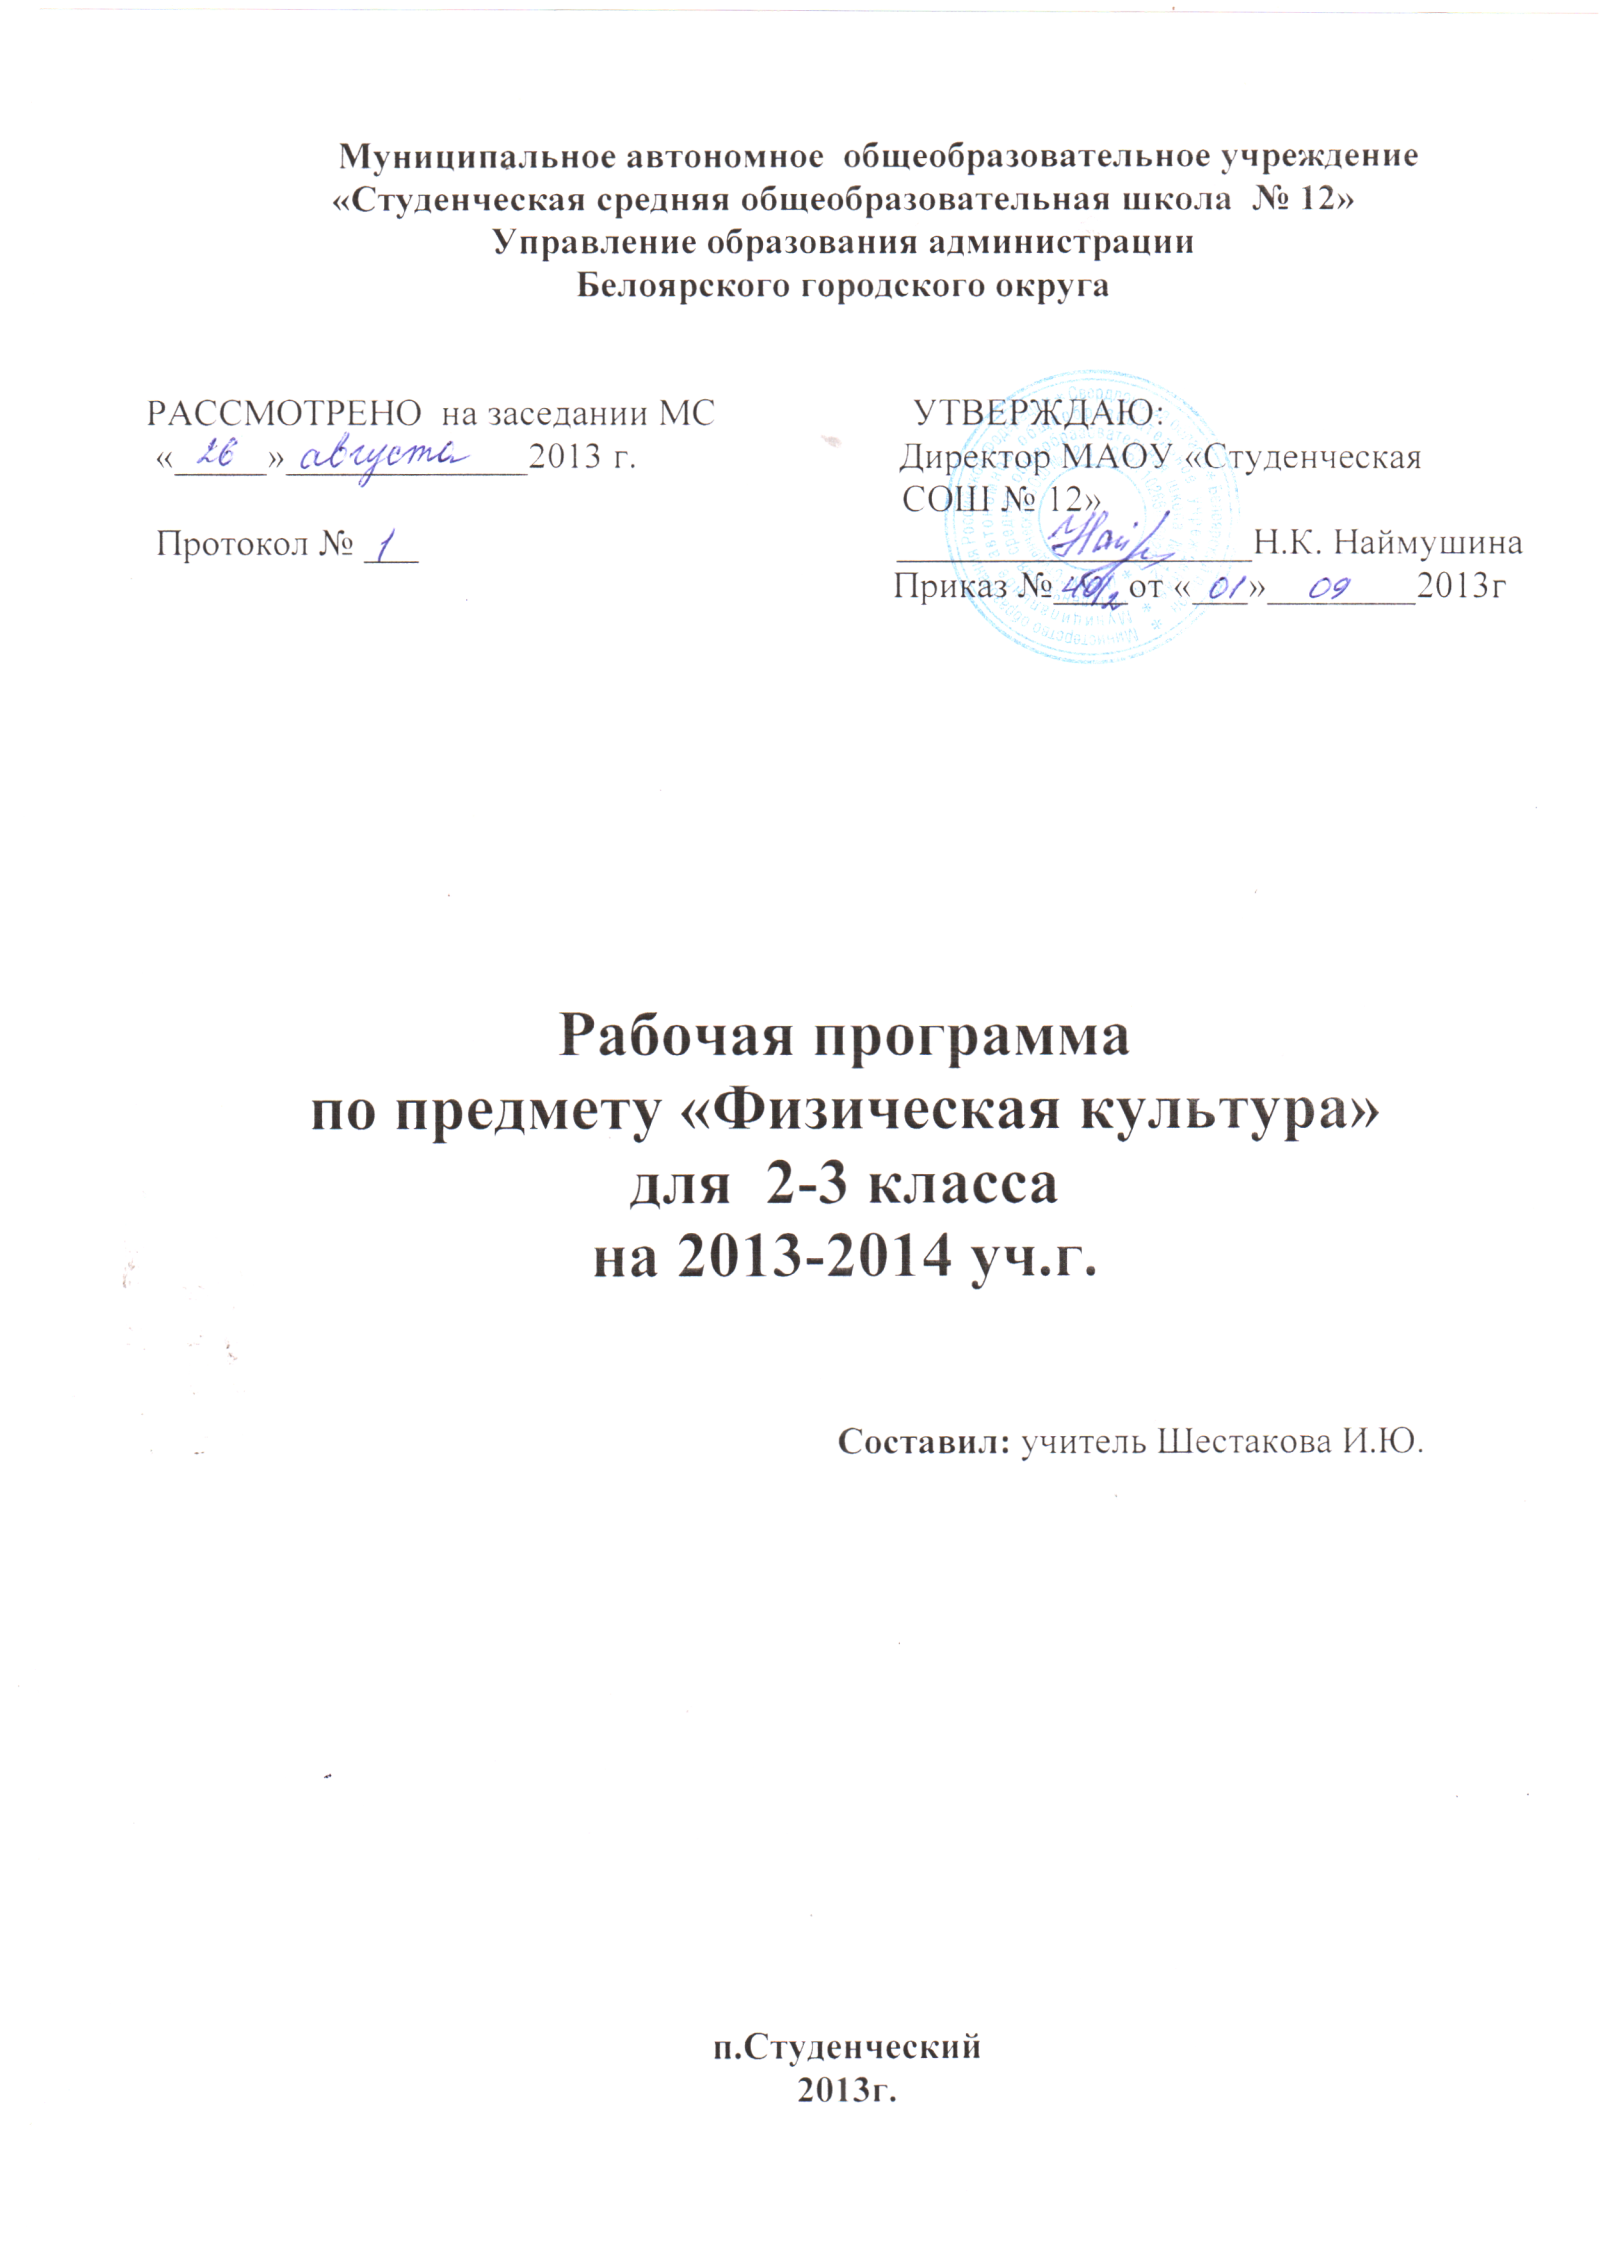 Муниципальное автономное общеобразовательное учреждение
«Студенческая средняя общеобразовательная школа № 12»
Управление образования администрации
Белоярского городского округа
РАССМОТРЕНО на заседании МС
«26» августа 2013 г.
Протокол № 1
УТВЕРЖДАЮ:
Директор МАОУ «Студенческая
СОШ № 12»
Н.К. Наймушина
Приказ № 40/2 от «01» 09 2013г
Рабочая программа
по предмету «Физическая культура»
для 2-3 класса
на 2013-2014 уч.г.
Составил: учитель Шестакова И.Ю.
п.Студенческий
2013г.